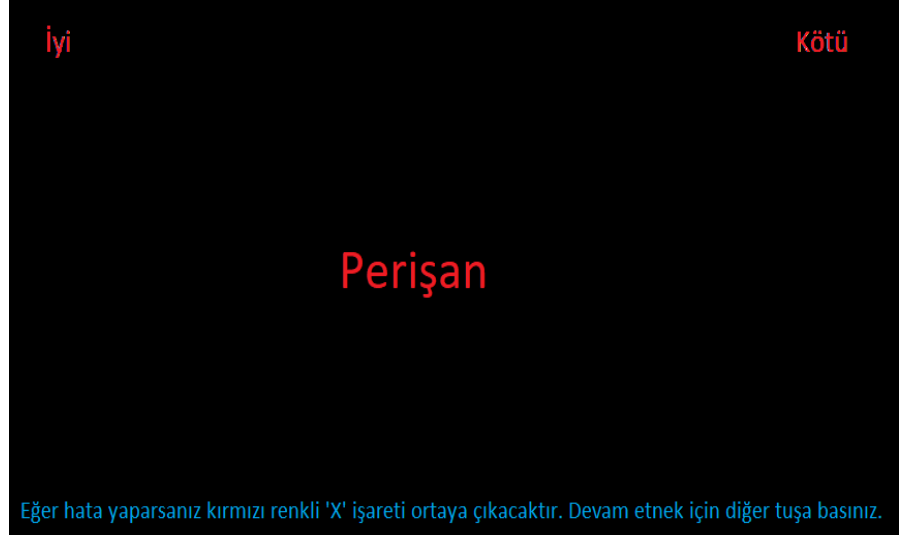 İyi
Kötü
Perişan
Eğer hata yaparsanız kırmızı renkli 'X' işareti ortaya çıkacaktır. Devam etnek için diğer tuşa basınız.